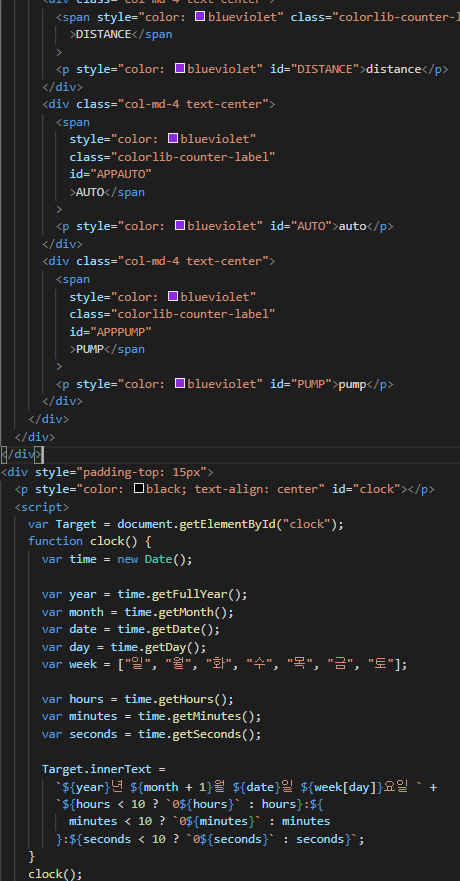 <div class="col-md-4 text-center">
<span style="color: blueviolet" class="colorlib-counter-l
>DISTANCE</span
>
<p style="color: blueviolet" id="DISTANCE">distance</p>
</div>
<div class="col-md-4 text-center">
<span
style="color: blueviolet"
class="colorlib-counter-label"
id="APPAUTO"
>AUTO</span
>
<p style="color: blueviolet" id="AUTO">auto</p>
</div>
<div class="col-md-4 text-center">
<span
style="color: blueviolet"
class="colorlib-counter-label"
id="APPPUMP"
>PUMP</span
>
<p style="color: blueviolet" id="PUMP">pump</p>
</div>
</div>
</div>
</div>
<div style="padding-top: 15px">
<p style="color: black; text-align: center" id="clock"></p>
<script>
var Target = document.getElementById("clock");
function clock() {
var time = new Date();
var year = time.getFullYear();
var month = time.getMonth();
var date = time.getDate();
var day = time.getDay();
var week = ["일", "월", "화", "수", "목", "금", "토"];
var hours = time.getHours();
var minutes = time.getMinutes();
var seconds = time.getSeconds();
Target.innerText =
`${year}년 ${month + 1}월 ${date}일 ${week[day]}요일 ` +
`${hours < 10 ? `0${hours}` : hours}:${
minutes < 10 ? `0${minutes}` : minutes
}:${seconds < 10 ? `0${seconds}` : seconds}`;
}
clock();